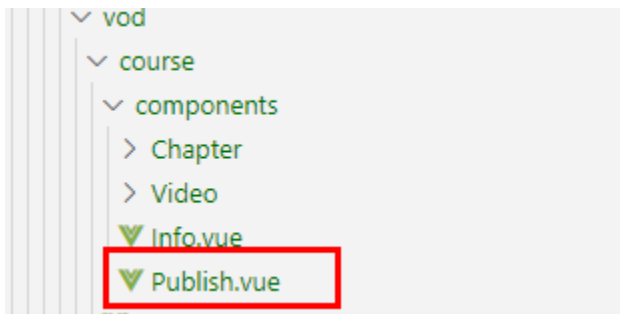 vod
course
components
Chapter
Video
Info.vue
Publish.vue